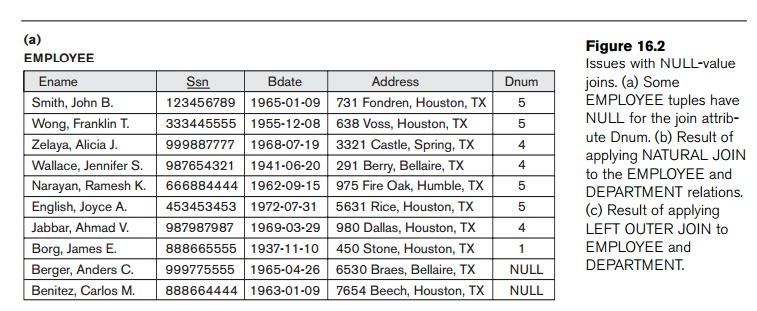 (a)
EMPLOYEE
Ename Ssn Bdate Address Dnum
Smith, John B. 123456789 1965-01-09 731 Fondren, Houston, TX 5
Wong, Franklin T. 333445555 1955-12-08 638 Voss, Houston, TX 5
Zelaya, Alicia J. 999887777 1968-07-19 3321 Castle, Spring, TX 4
Wallace, Jennifer S. 987654321 1941-06-20 291 Berry, Bellaire, TX 4
Narayan, Ramesh K. 666884444 1962-09-15 975 Fire Oak, Humble, TX 5
English, Joyce A. 453453453 1972-07-31 5631 Rice, Houston, TX 5
Jabbar, Ahmad V. 987987987 1969-03-29 980 Dallas, Houston, TX 4
Borg, James E. 888665555 1937-11-10 450 Stone, Houston, TX 1
Berger, Anders C. 999775555 1965-04-26 6530 Braes, Bellaire, TX NULL
Benitez, Carlos M. 888664444 1963-01-09 7654 Beech, Houston, TX NULL
Figure 16.2
Issues with NULL-value
joins. (a) Some
EMPLOYEE tuples have
NULL for the join attrib-
ute Dnum. (b) Result of
applying NATURAL JOIN
to the EMPLOYEE and
DEPARTMENT relations.
(c) Result of applying
LEFT OUTER JOIN to
EMPLOYEE and
DEPARTMENT.